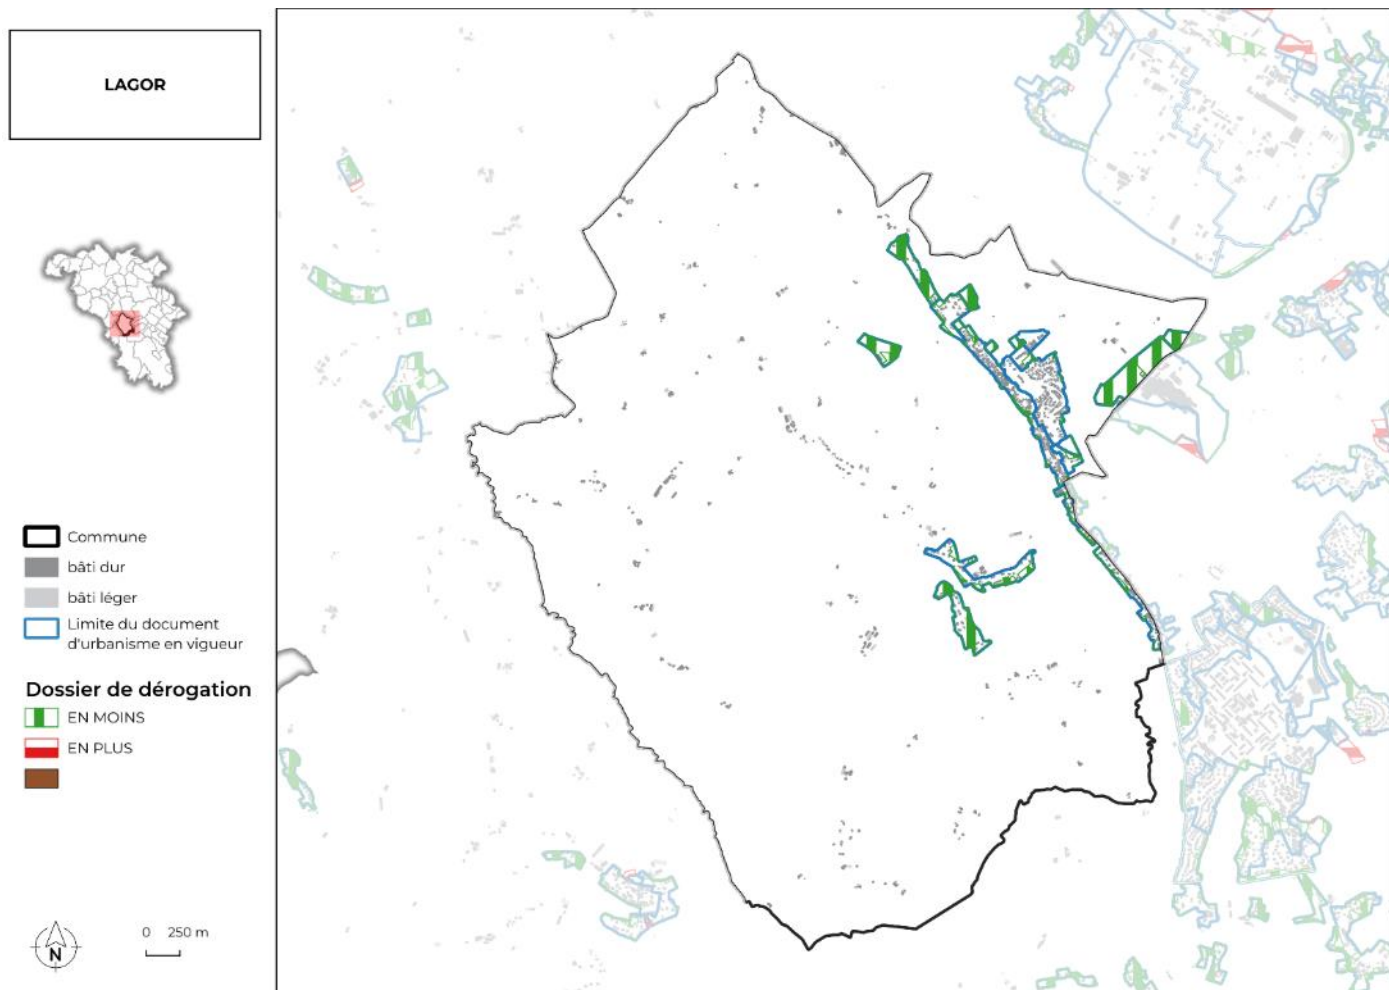 LAGOR
Commune
bâti dur
bâti léger
Limite du document
d'urbanisme en vigueur
Dossier de dérogation
EN MOINS
EN PLUS
N
0 250 m